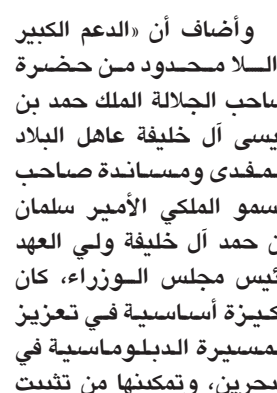 وأضاف أن «الدعم الكبير
اللا محدود من حضرة
صاحب الجلالة الملك حمد بن
عيسى آل خليفة عاهل البلاد
المفدى ومساندة صاحب
السمو الملكي الأمير سلمان
بن حمد آل خليفة ولي العهد
رئيس مجلس الوزراء، كان
ركيزة أساسية في تعزيز
المسيرة الدبلوماسية في
البحرين، وتمكينها من تثبيت